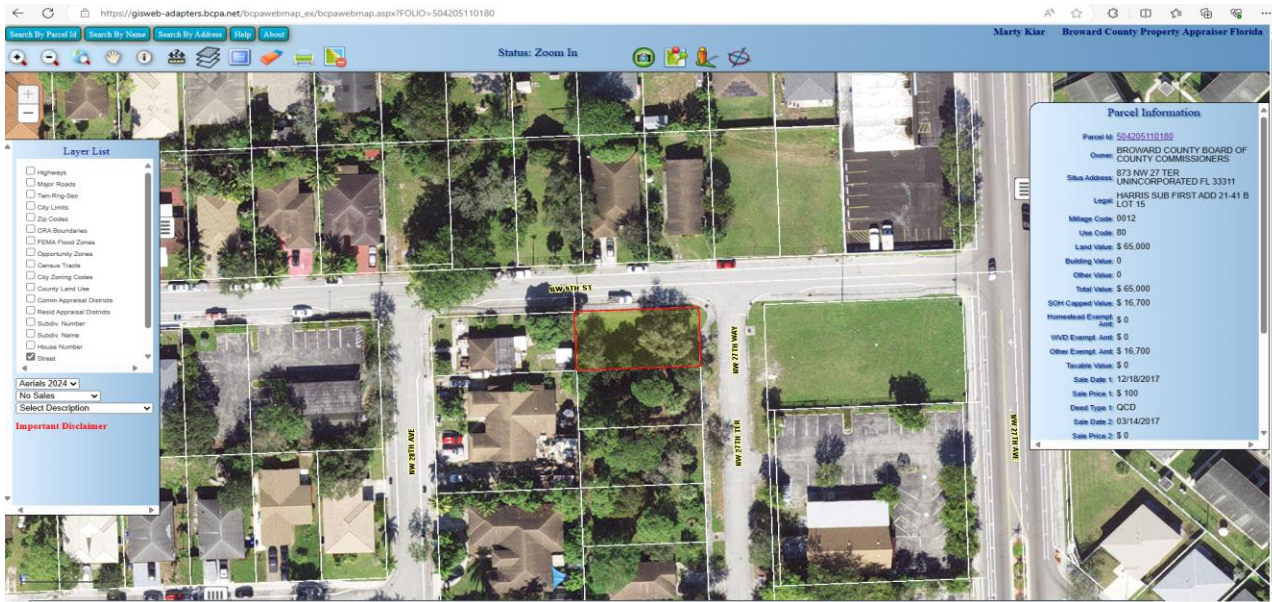 https://gisweb-adapters.bcpa.net/bcpawebmap_ex/bcpawebmap.aspx?FOLIO=504205110180
Search By Parcel Id Search By Name Search By Address Help About
Marty Kiar Broward County Property Appraiser Florida
Status: Zoom In
Layer List
Highways
Major Roads
Twn-Rng-Sec
City Limits
Zip Codes
CRA Boundaries
FEMA Flood Zones
Opportunity Zones
Census Tracts
City Zoning Codes
County Land Use
Comm Appraisal Districts
Resid Appraisal Districts
Subdiv. Number
Subdiv. Name
House Number
Street
Aerials 2024
No Sales
Select Description
Important Disclaimer
NW 9TH ST
NW 27TH WAY
NW 27TH TER
NW 28TH AVE
NW 27TH AVE
Parcel Information
Parcel Id: 504205110180
Owner: BROWARD COUNTY BOARD OF
COUNTY COMMISSIONERS
Situs Address: 873 NW 27 TER
UNINCORPORATED FL 33311
Legal: HARRIS SUB FIRST ADD 21-41 B
LOT 15
Millage Code: 0012
Use Code: 80
Land Value: $ 65,000
Building Value: 0
Other Value: 0
Total Value: $ 65,000
SOH Capped Value: $ 16,700
Homestead Exempt.
Amt: $ 0
WVD Exempt. Amt: $ 0
Other Exempt. Amt: $ 16,700
Taxable Value: $ 0
Sale Date 1: 12/18/2017
Sale Price 1: $ 100
Deed Type 1: QCD
Sale Date 2: 03/14/2017
Sale Price 2: $ 0